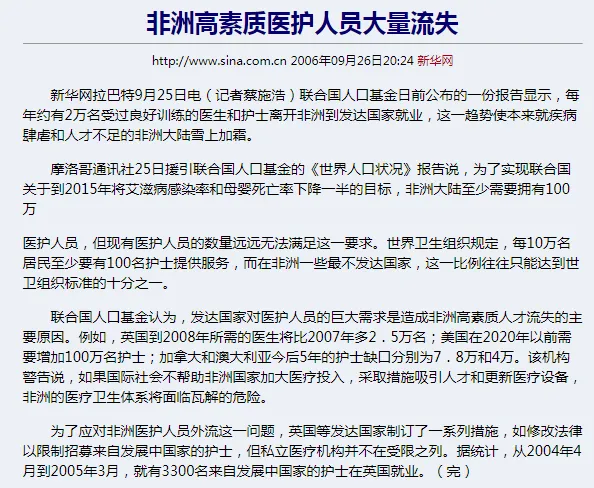 非洲高素质医护人员大量流失
http://www.sina.com.cn 2006年09月26日20:24 新华网
新华网拉巴特9月25日电（记者蔡施浩）联合国人口基金日前公布的一份报告显示，每
年约有2万名受过良好训练的医生和护士离开非洲到发达国家就业，这一趋势使本来就疾病
肆虐和人才不足的非洲大陆雪上加霜。
摩洛哥通讯社25日援引联合国人口基金的《世界人口状况》报告说，为了实现联合国
关于到2015年将艾滋病感染率和母婴死亡率下降一半的目标，非洲大陆至少需要拥有100
万
医护人员，但现有医护人员的数量远远无法满足这一要求。世界卫生组织规定，每10万名
居民至少要有100名护士提供服务，而在非洲一些最不发达国家，这一比例往往只能达到世
卫组织标准的十分之一。
联合国人口基金认为，发达国家对医护人员的巨大需求是造成非洲高素质人才流失的主
要原因。例如，英国到2008年所需的医生将比2007年多2．5万名；美国在2020年以前需
要增加100万名护士；加拿大和澳大利亚今后5年的护士缺口分别为7．8万和4万。该机构
警告说，如果国际社会不帮助非洲国家加大医疗投入，采取措施吸引人才和更新医疗设备，
非洲的医疗卫生体系将面临瓦解的危险。
为了应对非洲医护人员外流这一问题，英国等发达国家制订了一系列措施，如修改法律
以限制招募来自发展中国家的护士，但私立医疗机构并不在受限之列。据统计，从2004年4
月到2005年3月，就有3300名来自发展中国家的护士在英国就业。（完）